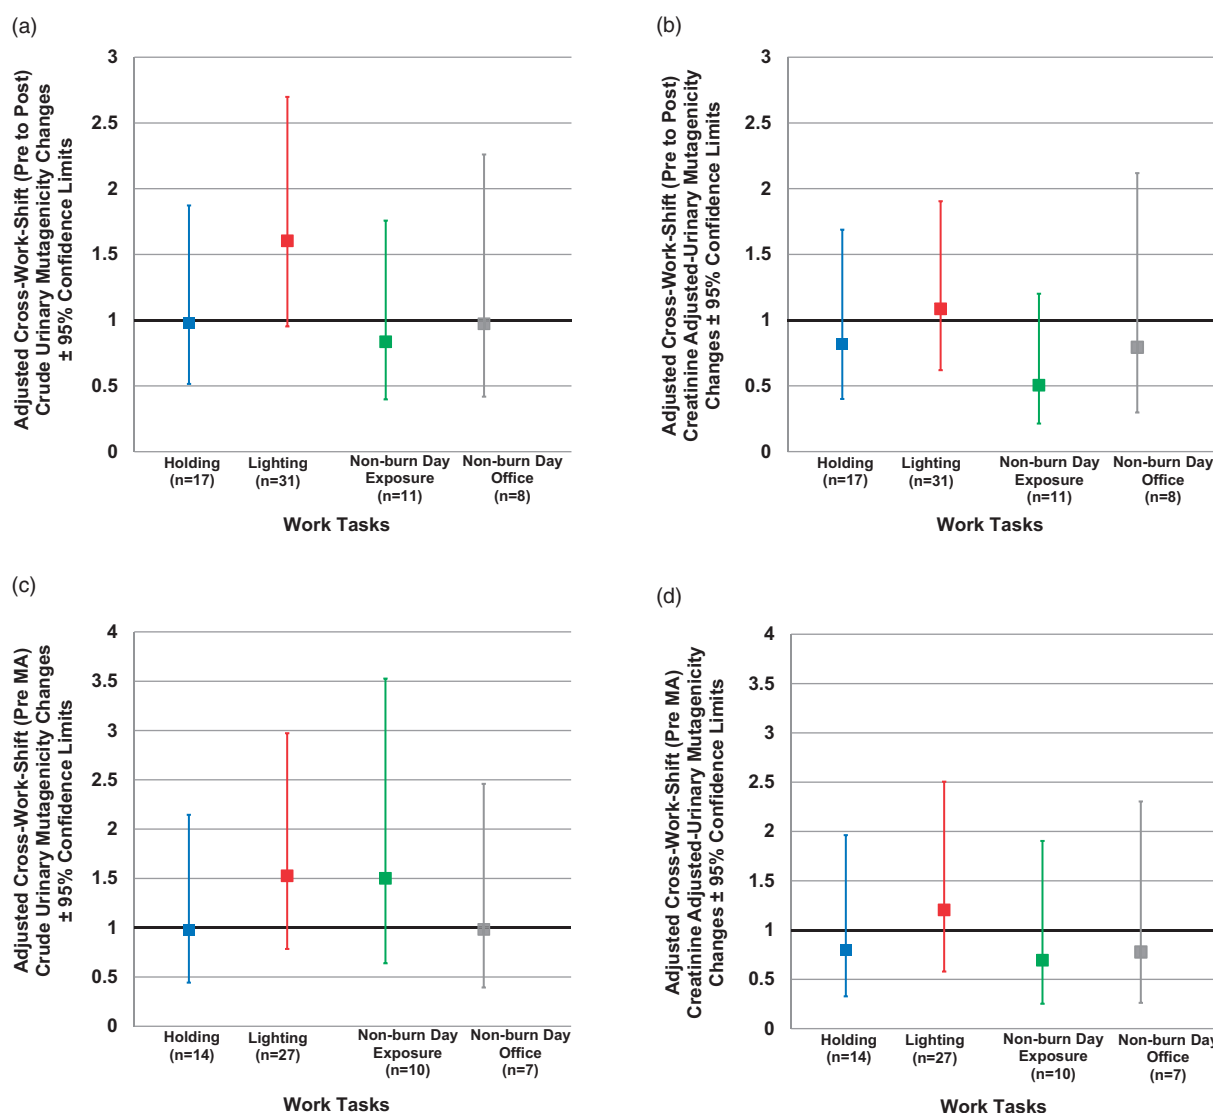 (a)
Adjusted Cross-Work-Shift (Pre to Post)
Crude Urinary Mutagenicity Changes
± 95% Confidence Limits
3
2.5
2
1.5
1
0.5
0
Holding
(n=17)
Lighting
(n=31)
Non-burn Day
Exposure
(n=11)
Non-burn Day
Office
(n=8)
Work Tasks
(b)
Adjusted Cross-Work-Shift (Pre to Post)
Creatinine Adjusted-Urinary Mutagenicity
Changes ± 95% Confidence Limits
3
2.5
2
1.5
1
0.5
0
Holding
(n=17)
Lighting
(n=31)
Non-burn Day
Exposure
(n=11)
Non-burn Day
Office
(n=8)
Work Tasks
(c)
Adjusted Cross-Work-Shift (Pre MA)
Crude Urinary Mutagenicity Changes
± 95% Confidence Limits
4
3.5
3
2.5
2
1.5
1
0.5
0
Holding
(n=14)
Lighting
(n=27)
Non-burn Day
Exposure
(n=10)
Non-burn Day
Office
(n=7)
Work Tasks
(d)
Adjusted Cross-Work-Shift (Pre MA)
Creatinine Adjusted-Urinary Mutagenicity
Changes ± 95% Confidence Limits
4
3.5
3
2.5
2
1.5
1
0.5
0
Holding
(n=14)
Lighting
(n=27)
Non-burn Day
Exposure
(n=10)
Non-burn Day
Office
(n=7)
Work Tasks